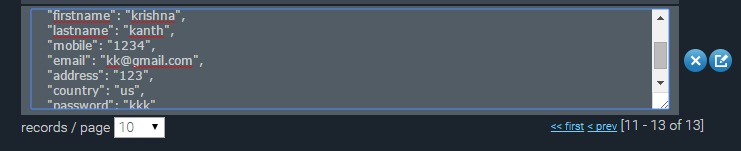 "firstname": "krishna",
"lastname": "kanth",
"mobile": "1234",
"email": "kk@gmail.com",
"address": "123",
"country": "us",
"password": "kkk"
records / page 10 << first < prev [11 - 13 of 13]